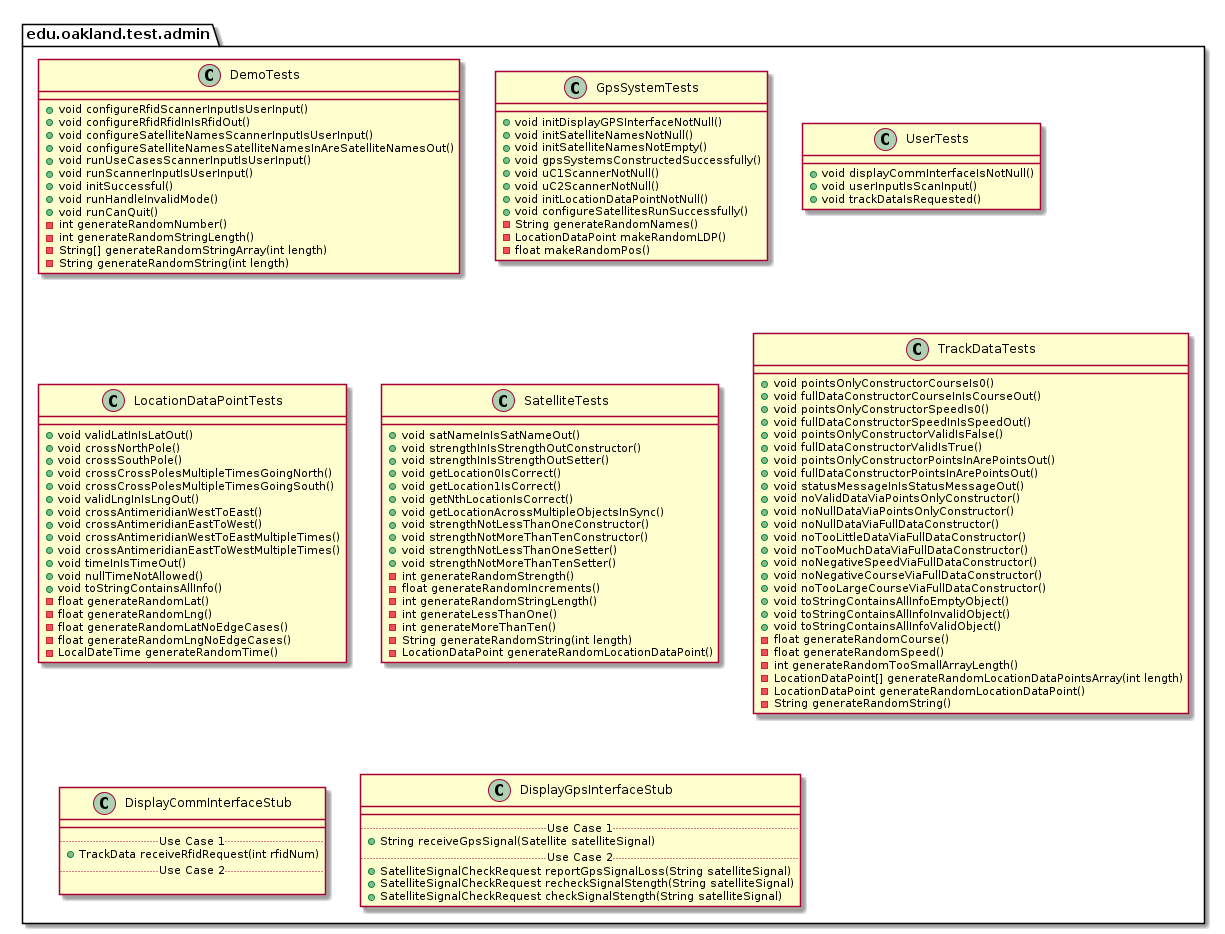 edu.oakland.test.admin
C DemoTests
void configureRfidScannerInputIsUserInput()
void configureRfidRfidInIsRfidOut()
void configureSatelliteNamesScannerInputIsUserInput()
void configureSatelliteNamesSatelliteNamesInAreSatelliteNamesOut()
void runUseCasesScannerInputIsUserInput()
void runScannerInputIsUserInput()
void initSuccessful()
void runHandleInvalidMode()
void runCanQuit()
int generateRandomNumber()
int generateRandomStringLength()
String[] generateRandomStringArray(int length)
String generateRandomString(int length)
C GpsSystemTests
void initDisplayGPSInterfaceNotNull()
void initSatelliteNamesNotNull()
void initSatelliteNamesNotEmpty()
void gpsSystemsConstructedSuccessfully()
void uC1ScannerNotNull()
void uC2ScannerNotNull()
void initLocationDataPointNotNull()
void configureSatellitesRunSuccessfully()
String generateRandomNames()
LocationDataPoint makeRandomLDP()
float makeRandomPos()
C UserTests
void displayCommInterfaceIsNotNull()
void userInputIsScanInput()
void trackDataIsRequested()
C LocationDataPointTests
void validLatInIsLatOut()
void crossNorthPole()
void crossSouthPole()
void crossCrossPolesMultipleTimesGoingNorth()
void crossCrossPolesMultipleTimesGoingSouth()
void validLngInIsLngOut()
void crossAntimeridianWestToEast()
void crossAntimeridianEastToWest()
void crossAntimeridianWestToEastMultipleTimes()
void crossAntimeridianEastToWestMultipleTimes()
void timeInIsTimeOut()
void nullTimeNotAllowed()
void toStringContainsAllInfo()
float generateRandomLat()
float generateRandomLng()
float generateRandomLatNoEdgeCases()
float generateRandomLngNoEdgeCases()
LocalDateTime generateRandomTime()
C SatelliteTests
void satNameInIsSatNameOut()
void strengthInIsStrengthOutConstructor()
void strengthInIsStrengthOutSetter()
void getLocation0IsCorrect()
void getLocation1IsCorrect()
void getNthLocationIsCorrect()
void getLocationAcrossMultipleObjectsInSync()
void strengthNotLessThanOneConstructor()
void strengthNotMoreThanTenConstructor()
void strengthNotLessThanOneSetter()
void strengthNotMoreThanTenSetter()
int generateRandomStrength()
float generateRandomIncrements()
int generateRandomStringLength()
int generateLessThanOne()
int generateMoreThanTen()
String generateRandomString(int length)
LocationDataPoint generateRandomLocationDataPoint()
C TrackDataTests
void pointsOnlyConstructorCourseIs0()
void fullDataConstructorCourseInIsCourseOut()
void pointsOnlyConstructorSpeedIs0()
void fullDataConstructorSpeedInIsSpeedOut()
void pointsOnlyConstructorValidIsFalse()
void fullDataConstructorValidIsTrue()
void pointsOnlyConstructorPointsInArePointsOut()
void fullDataConstructorPointsInArePointsOut()
void statusMessageInIsStatusMessageOut()
void noValidDataViaPointsOnlyConstructor()
void noNullDataViaPointsOnlyConstructor()
void noNullDataViaFullDataConstructor()
void noTooLittleDataViaFullDataConstructor()
void noTooMuchDataViaFullDataConstructor()
void noNegativeSpeedViaFullDataConstructor()
void noNegativeCourseViaFullDataConstructor()
void noTooLargeCourseViaFullDataConstructor()
void toStringContainsAllInfoEmptyObject()
void toStringContainsAllInfoInvalidObject()
void toStringContainsAllInfoValidObject()
float generateRandomCourse()
float generateRandomSpeed()
int generateRandomTooSmallArrayLength()
LocationDataPoint[] generateRandomLocationDataPointsArray(int length)
LocationDataPoint generateRandomLocationDataPoint()
String generateRandomString()
C DisplayCommInterfaceStub
Use Case 1
TrackData receiveRfidRequest(int rfidNum)
Use Case 2
C DisplayGpsInterfaceStub
Use Case 1
String receiveGpsSignal(Satellite satelliteSignal)
Use Case 2
SatelliteSignalCheckRequest reportGpsSignalLoss(String satelliteSignal)
SatelliteSignalCheckRequest recheckSignalStength(String satelliteSignal)
SatelliteSignalCheckRequest checkSignalStength(String satelliteSignal)